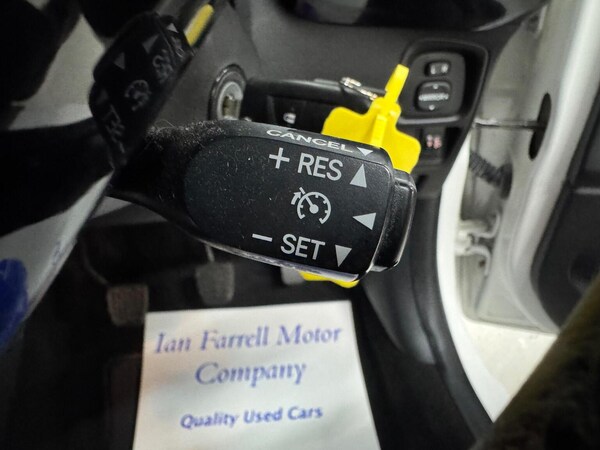 CANCEL
+ RES
− SET
Ian Farrell Motor
Company
Quality Used Cars